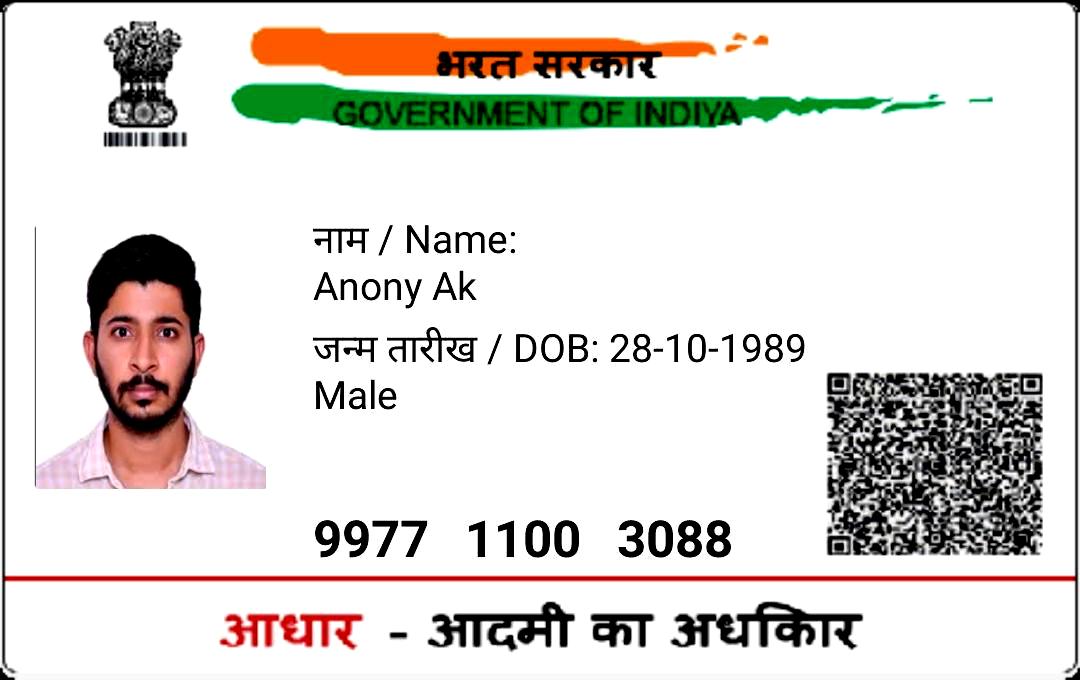 भरत सरकार
GOVERNMENT OF INDIYA
नाम / Name:
Anony Ak
जन्म तारीख / DOB: 28-10-1989
Male
9977 1100 3088
आधार - आदमी का अधकिार